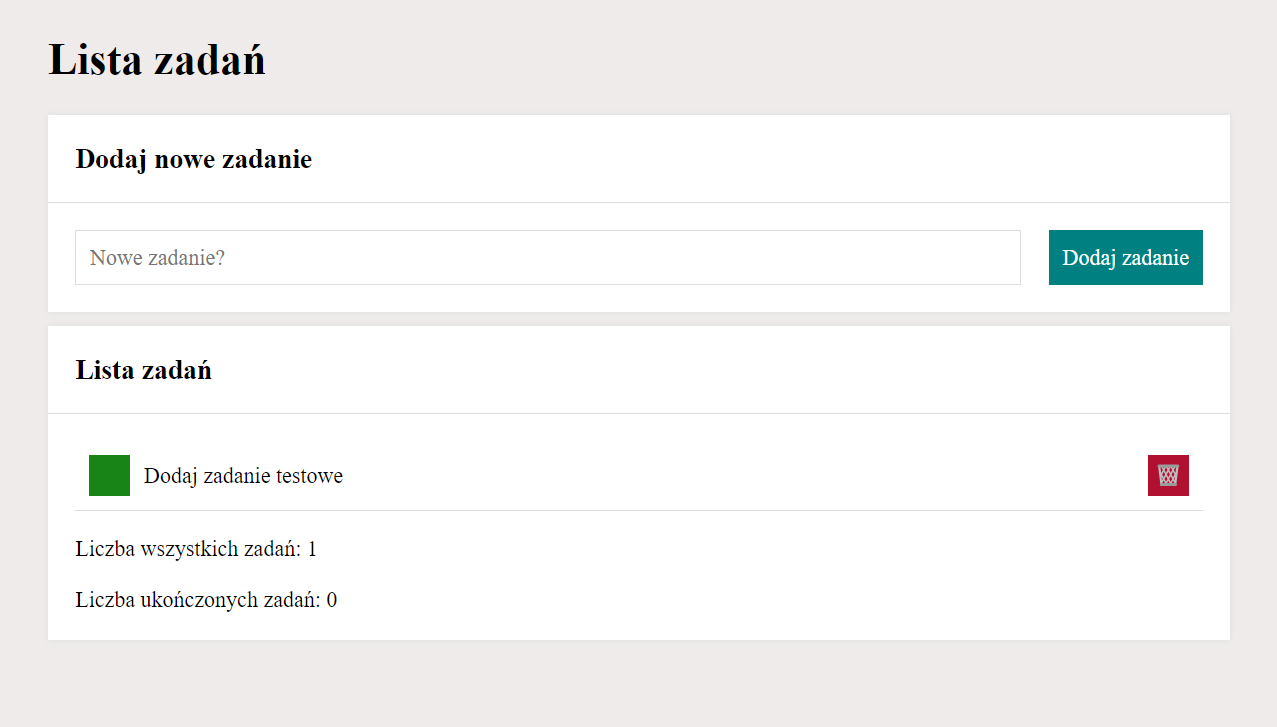 Lista zadań
Dodaj nowe zadanie
Nowe zadanie?
Dodaj zadanie
Lista zadań
Dodaj zadanie testowe
Liczba wszystkich zadań: 1
Liczba ukończonych zadań: 0